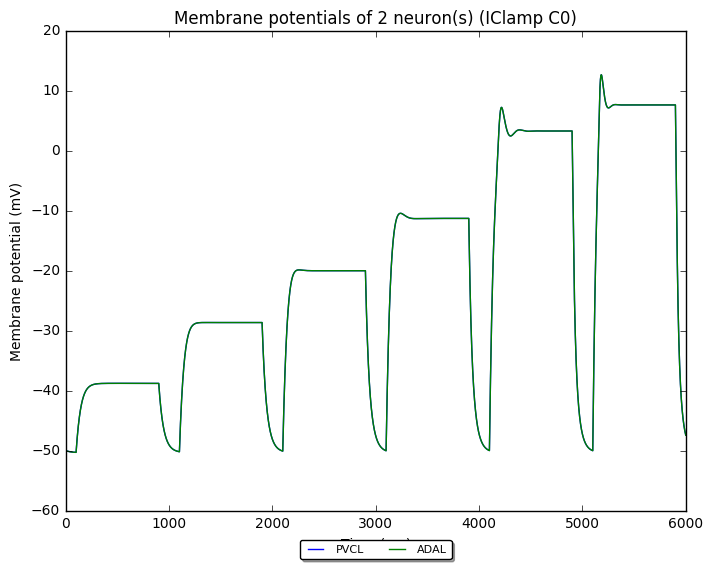 Membrane potentials of 2 neuron(s) (IClamp C0)
Membrane potential (mV)
20
10
0
−10
−20
−30
−40
−50
−60
0 1000 2000 3000 4000 5000 6000
PVCL ADAL